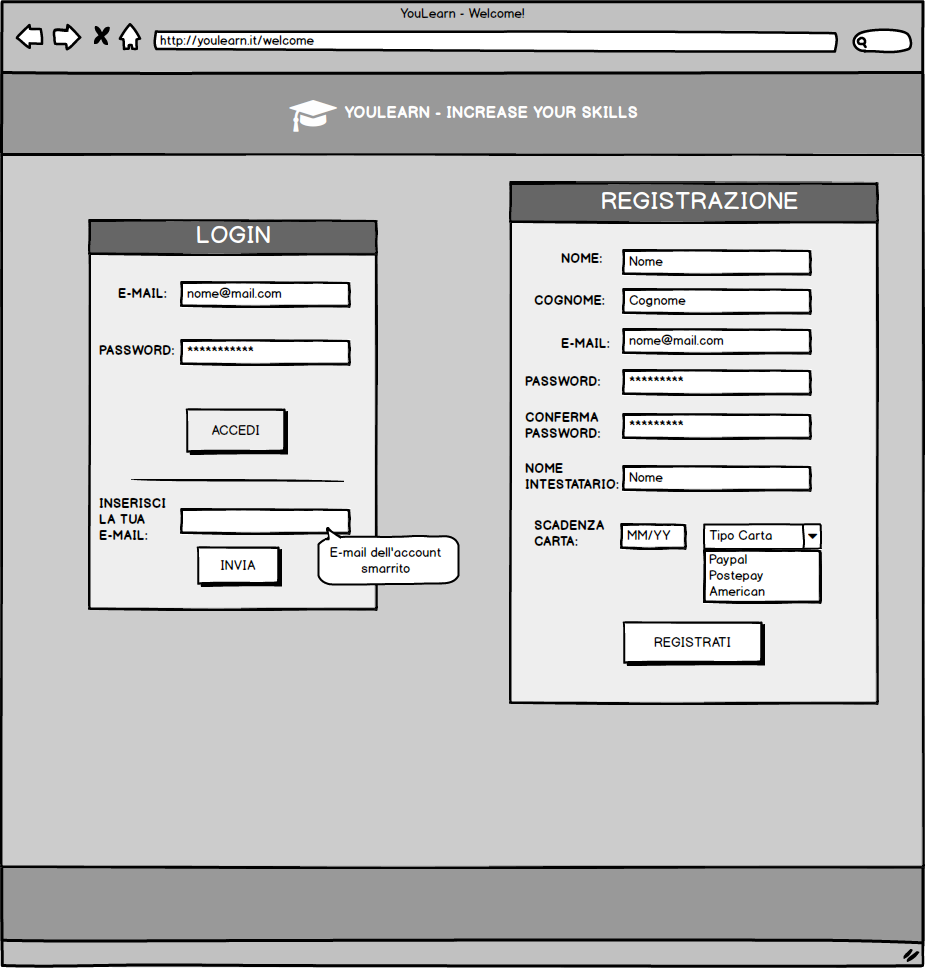 YouLearn - Welcome!
http://youlearn.it/welcome
YOULEARN - INCREASE YOUR SKILLS
LOGIN
E-MAIL: nome@mail.com
PASSWORD: ***********
ACCEDI
INSERISCI
LA TUA
E-MAIL:
E-mail dell'account
smarrito
INVIA
REGISTRAZIONE
NOME: Nome
COGNOME: Cognome
E-MAIL: nome@mail.com
PASSWORD: *********
CONFERMA
PASSWORD: *********
NOME
INTESTATARIO: Nome
SCADENZA
CARTA: MM/YY Tipo Carta
Paypal
Postepay
American
REGISTRATI